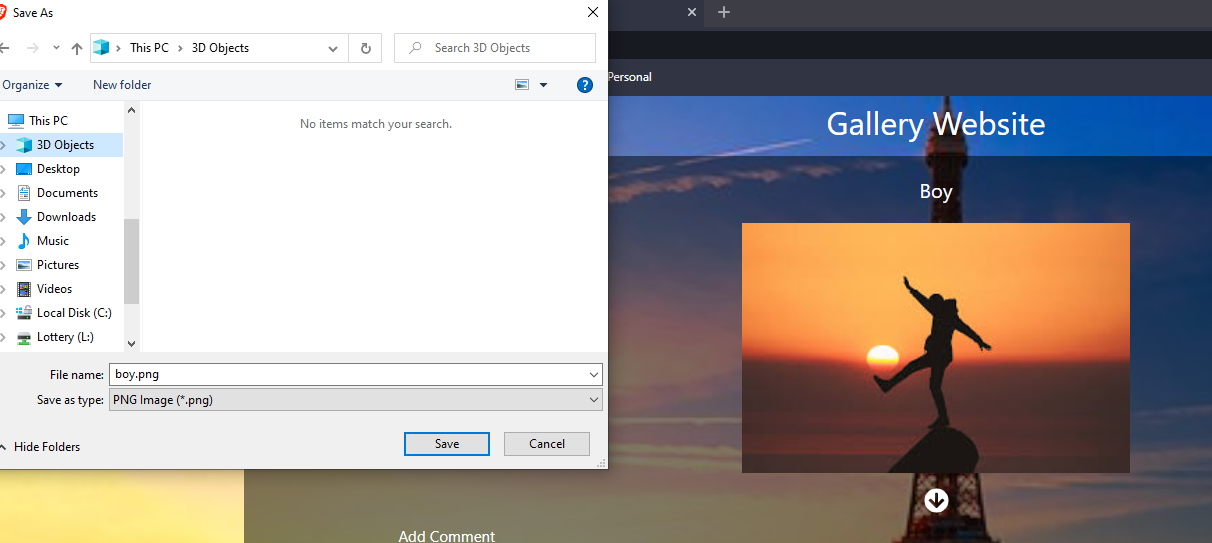 Save As
This PC
3D Objects
Search 3D Objects
Organize
New folder
?
No items match your search.
This PC
3D Objects
Desktop
Documents
Downloads
Music
Pictures
Videos
Local Disk (C:)
Lottery (L:)
File name: boy.png
Save as type: PNG Image (*.png)
Hide Folders
Save
Cancel
Personal
Gallery Website
Boy
Add Comment